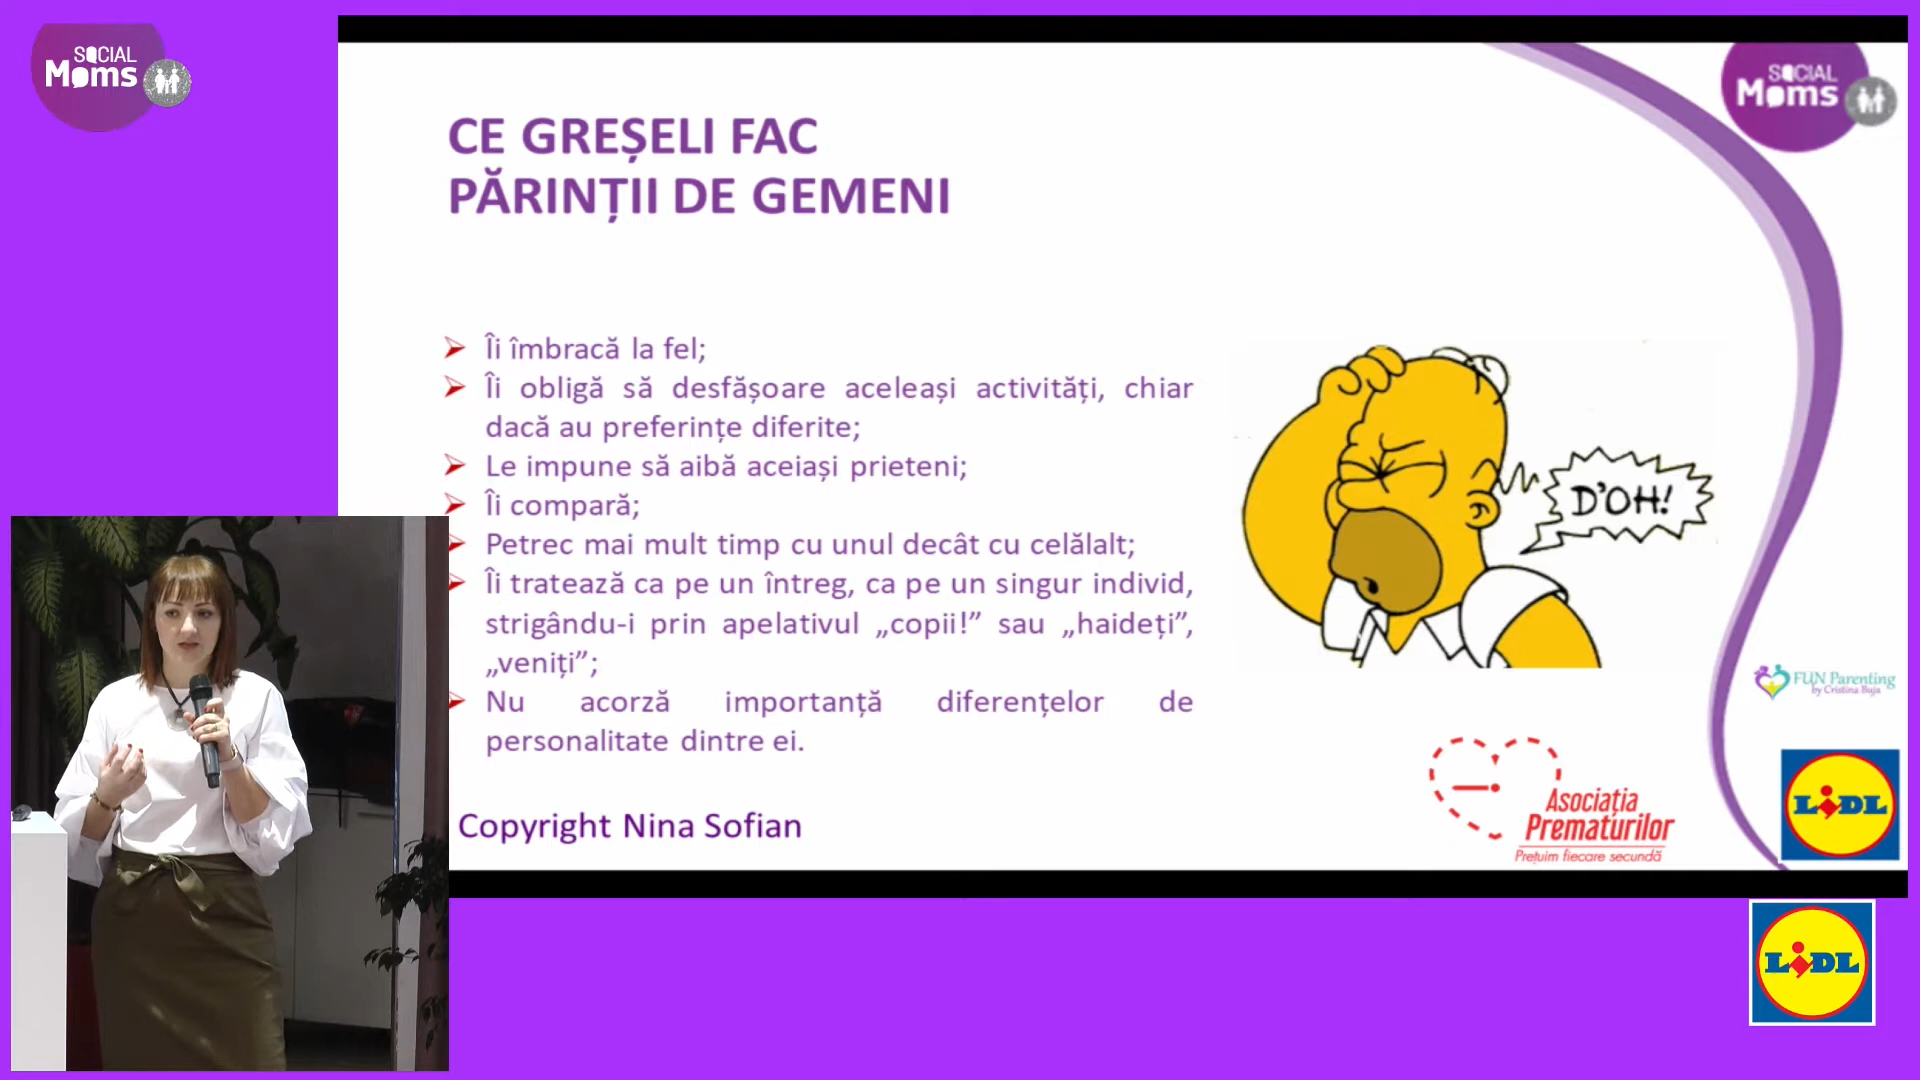 SOCIAL
Moms
SOCIAL
Moms
CE GREȘELI FAC
PĂRINȚII DE GEMENI
Îi îmbracă la fel;
Îi obligă să desfășoare aceleași activități, chiar
dacă au preferințe diferite;
Le impune să aibă aceiași prieteni;
Îi compară;
Petrec mai mult timp cu unul decât cu celălalt;
Îi tratează ca pe un întreg, ca pe un singur individ,
strigându-i prin apelativul „copii!” sau „haideți”,
„veniți”;
Nu acorză importanță diferențelor de
personalitate dintre ei.
D'OH!
FUN Parenting
by Cristina Buja
Asociația
Prematurilor
Prețuim fiecare secundă
LIDL
Copyright Nina Sofian
LIDL